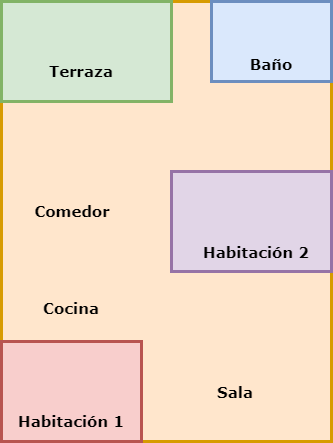 Terraza
Baño
Comedor
Habitación 2
Cocina
Sala
Habitación 1